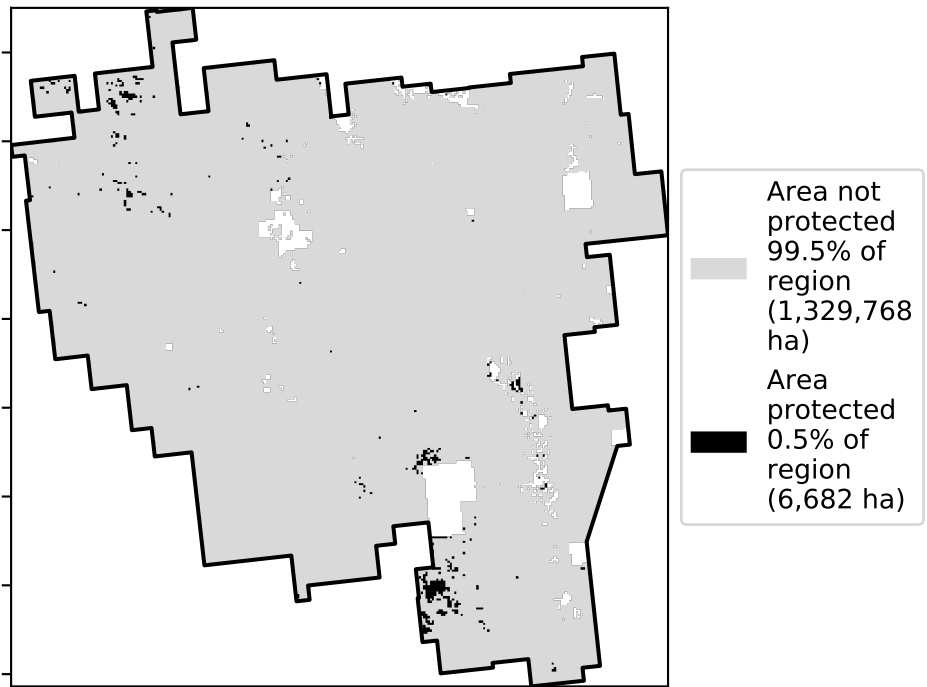 Area not
protected
99.5% of
region
(1,329,768
ha)
Area
protected
0.5% of
region
(6,682 ha)